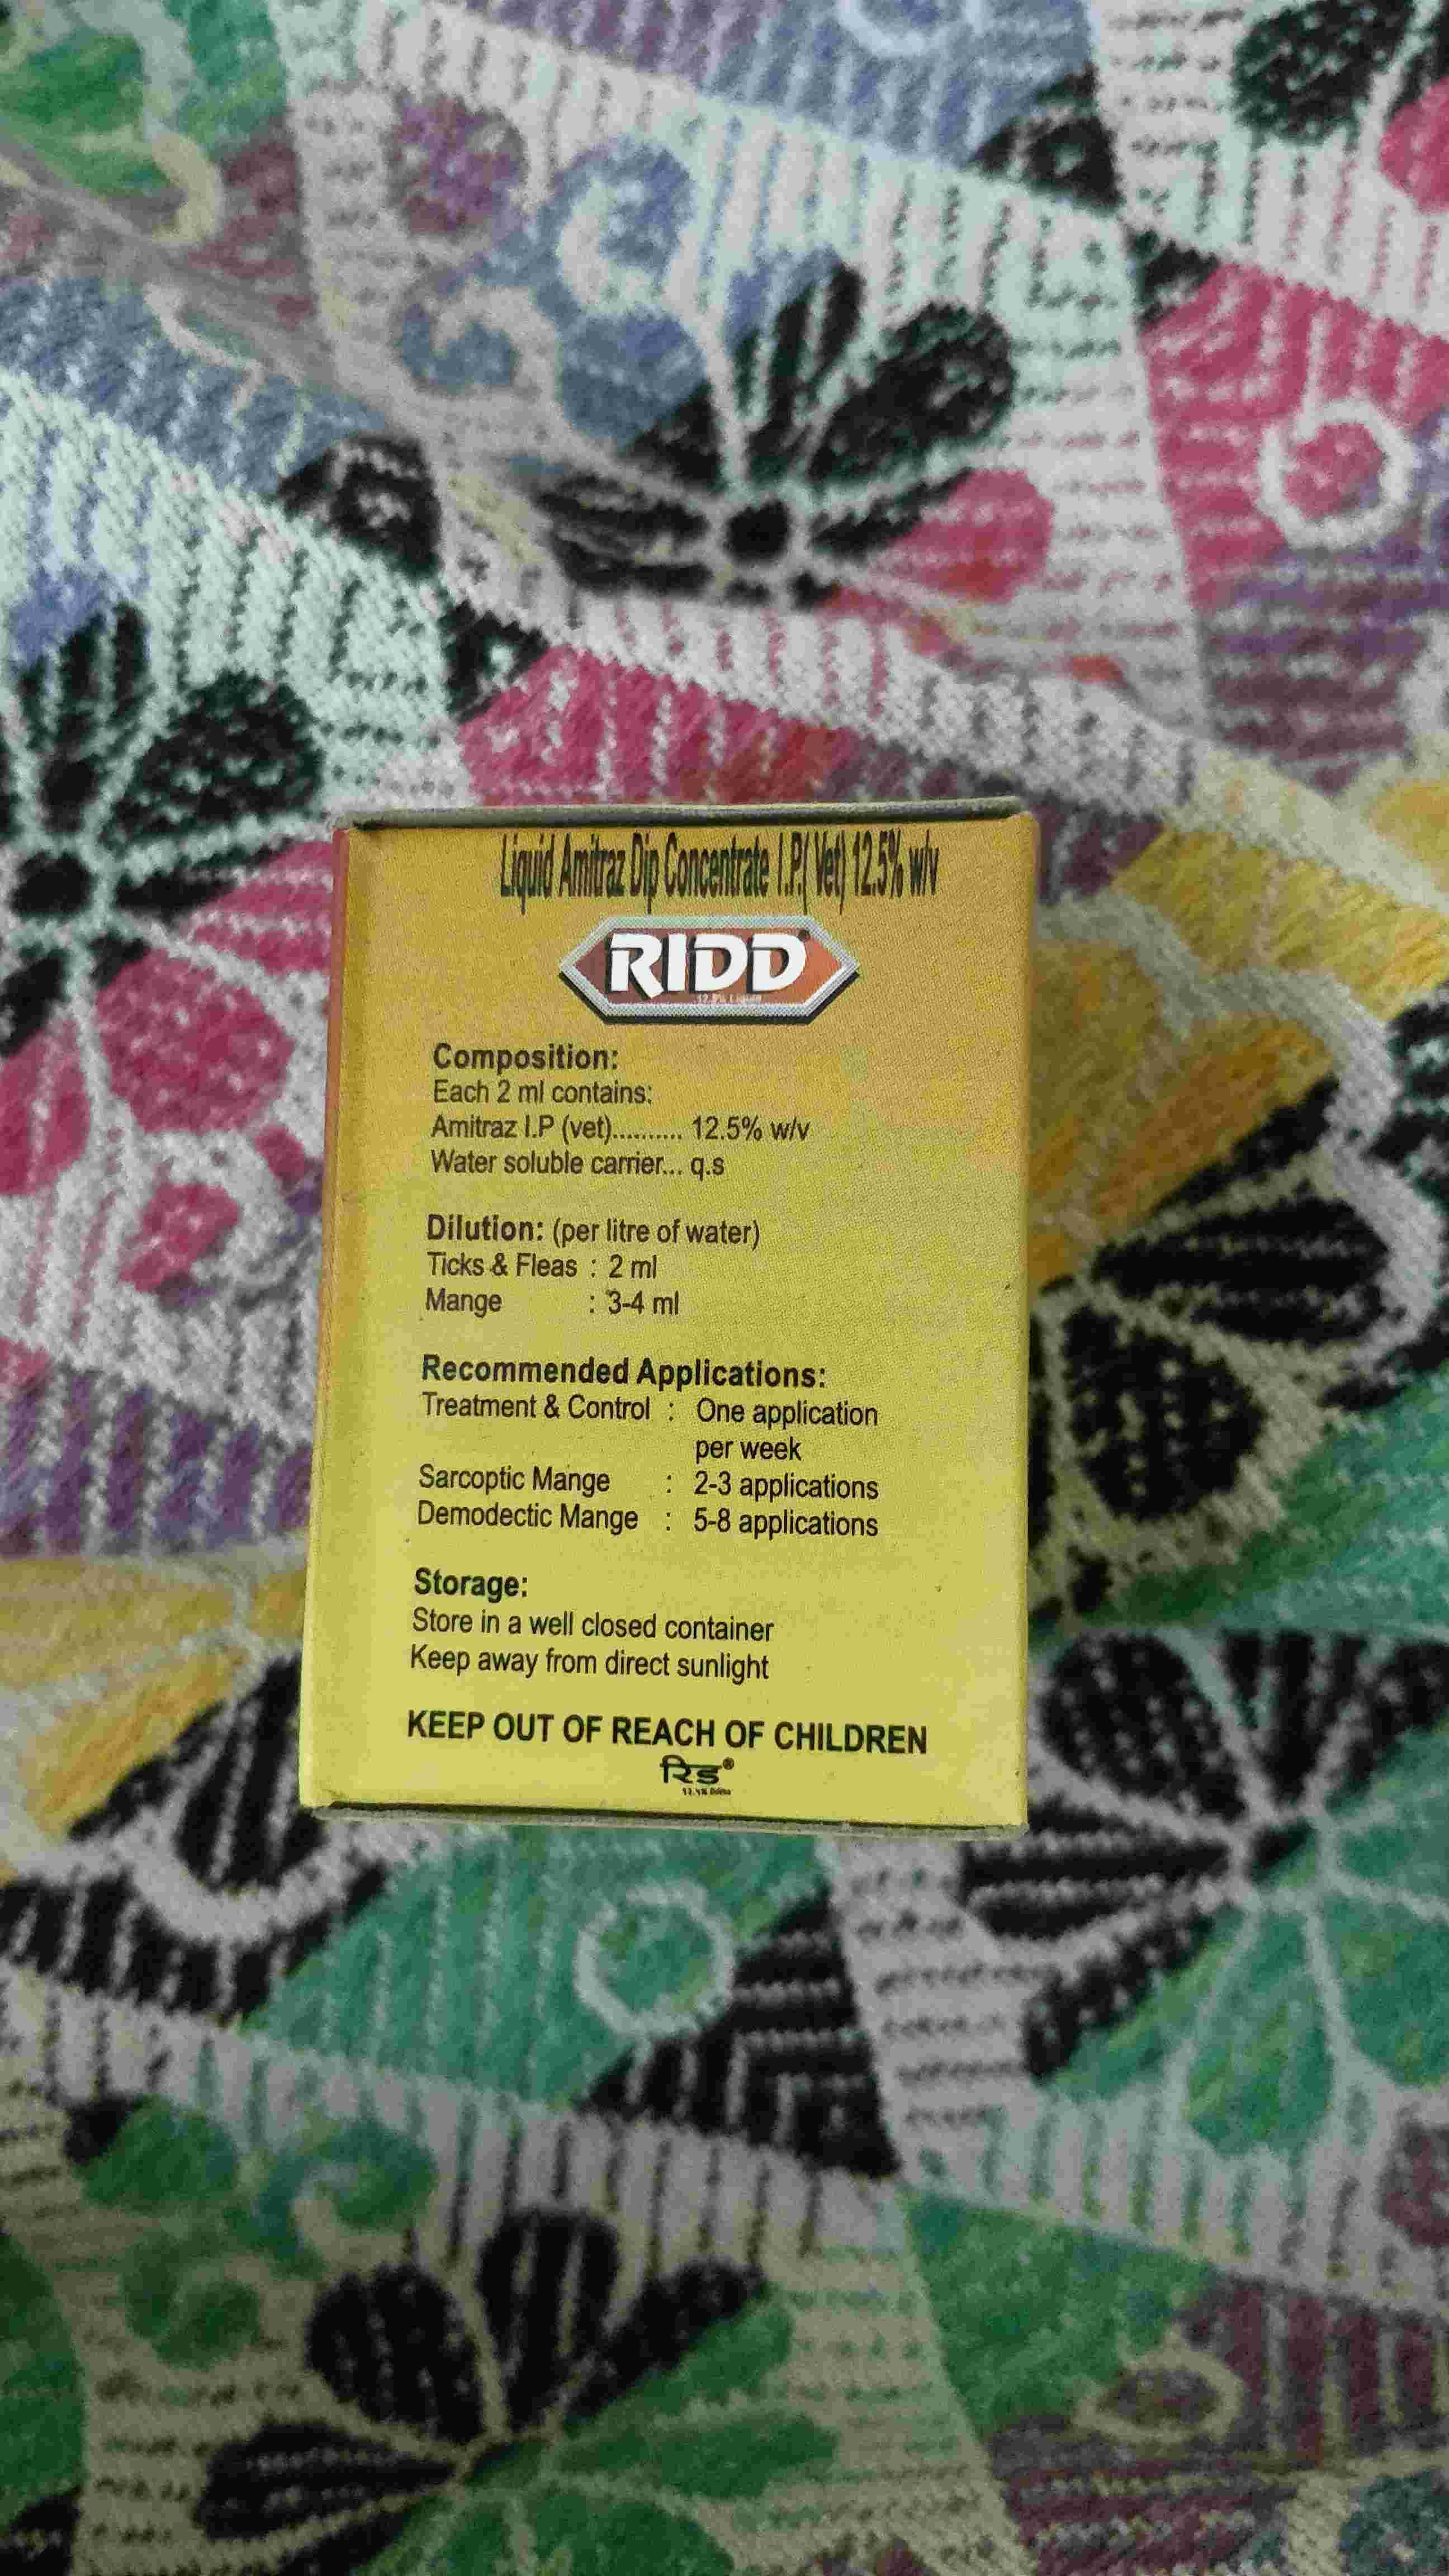 Liquid Amitraz Dip Concentrate I.P.( Vet) 12.5% w/v
RIDD®
12.5% Liquid
Composition:
Each 2 ml contains:
Amitraz I.P (vet).......... 12.5% w/v
Water soluble carrier... q.s
Dilution: (per litre of water)
Ticks & Fleas : 2 ml
Mange : 3-4 ml
Recommended Applications:
Treatment & Control : One application
per week
Sarcoptic Mange : 2-3 applications
Demodectic Mange : 5-8 applications
Storage:
Store in a well closed container
Keep away from direct sunlight
KEEP OUT OF REACH OF CHILDREN
रिड®